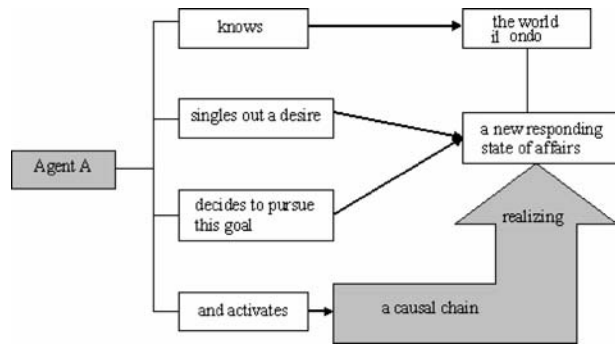 knows
the world
il ondo
singles out a desire
a new responding
state of affairs
Agent A
decides to pursue
this goal
realizing
and activates
a causal chain